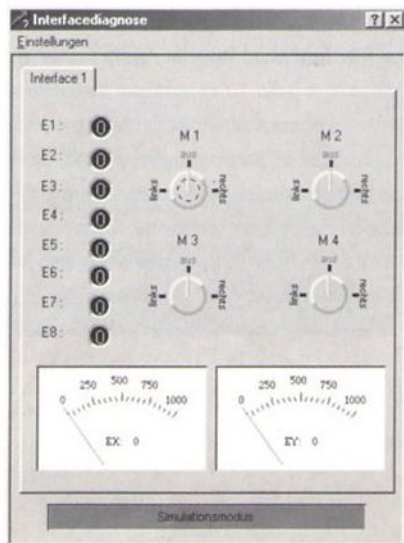 Interfacediagnose
Einstellungen
Interface 1
E1: 0
E2: 0
E3: 0
E4: 0
E5: 0
E6: 0
E7: 0
E8: 0
M 1
aus
links
rechts
M 2
aus
links
rechts
M 3
aus
links
rechts
M 4
aus
links
rechts
0 250 500 750 1000
EX: 0
0 250 500 750 1000
EY: 0
Simulationsmodus